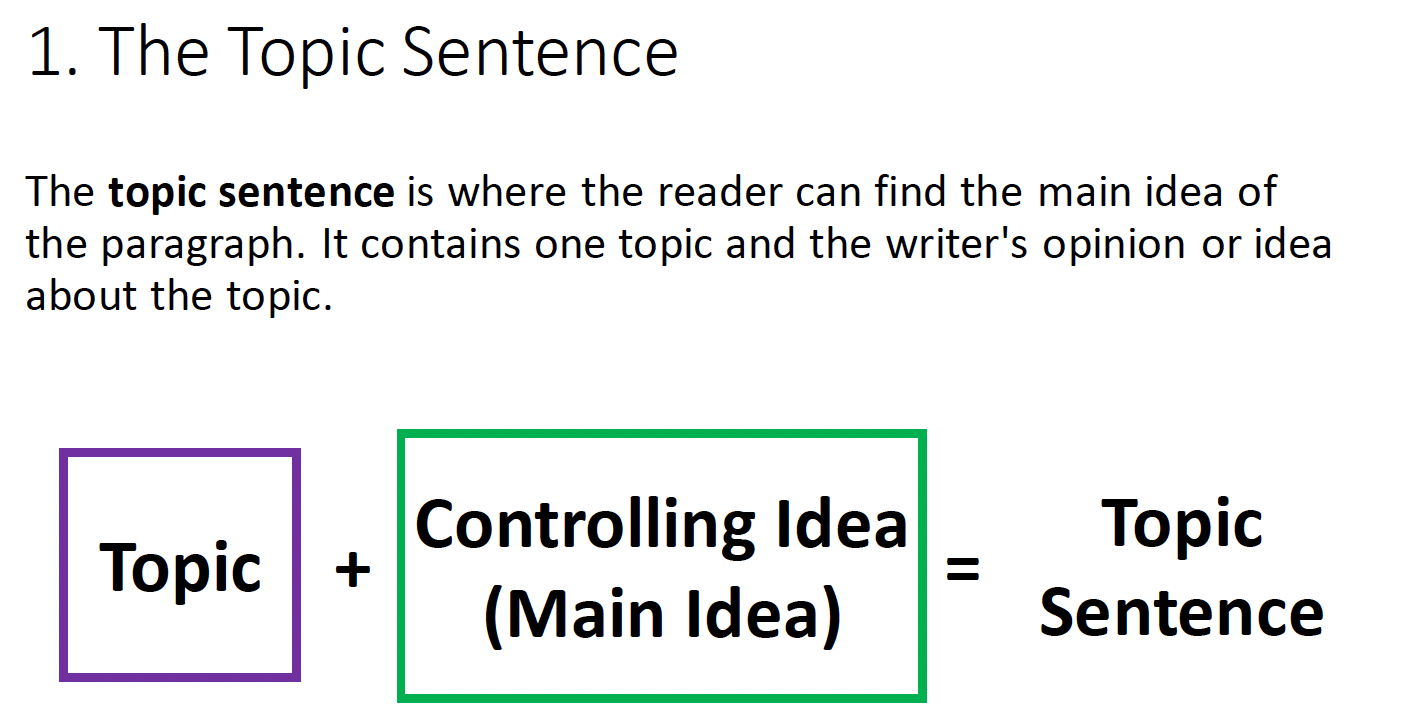 1. The Topic Sentence
The topic sentence is where the reader can find the main idea of
the paragraph. It contains one topic and the writer's opinion or idea
about the topic.
Topic
+
Controlling Idea
(Main Idea)
=
Topic
Sentence